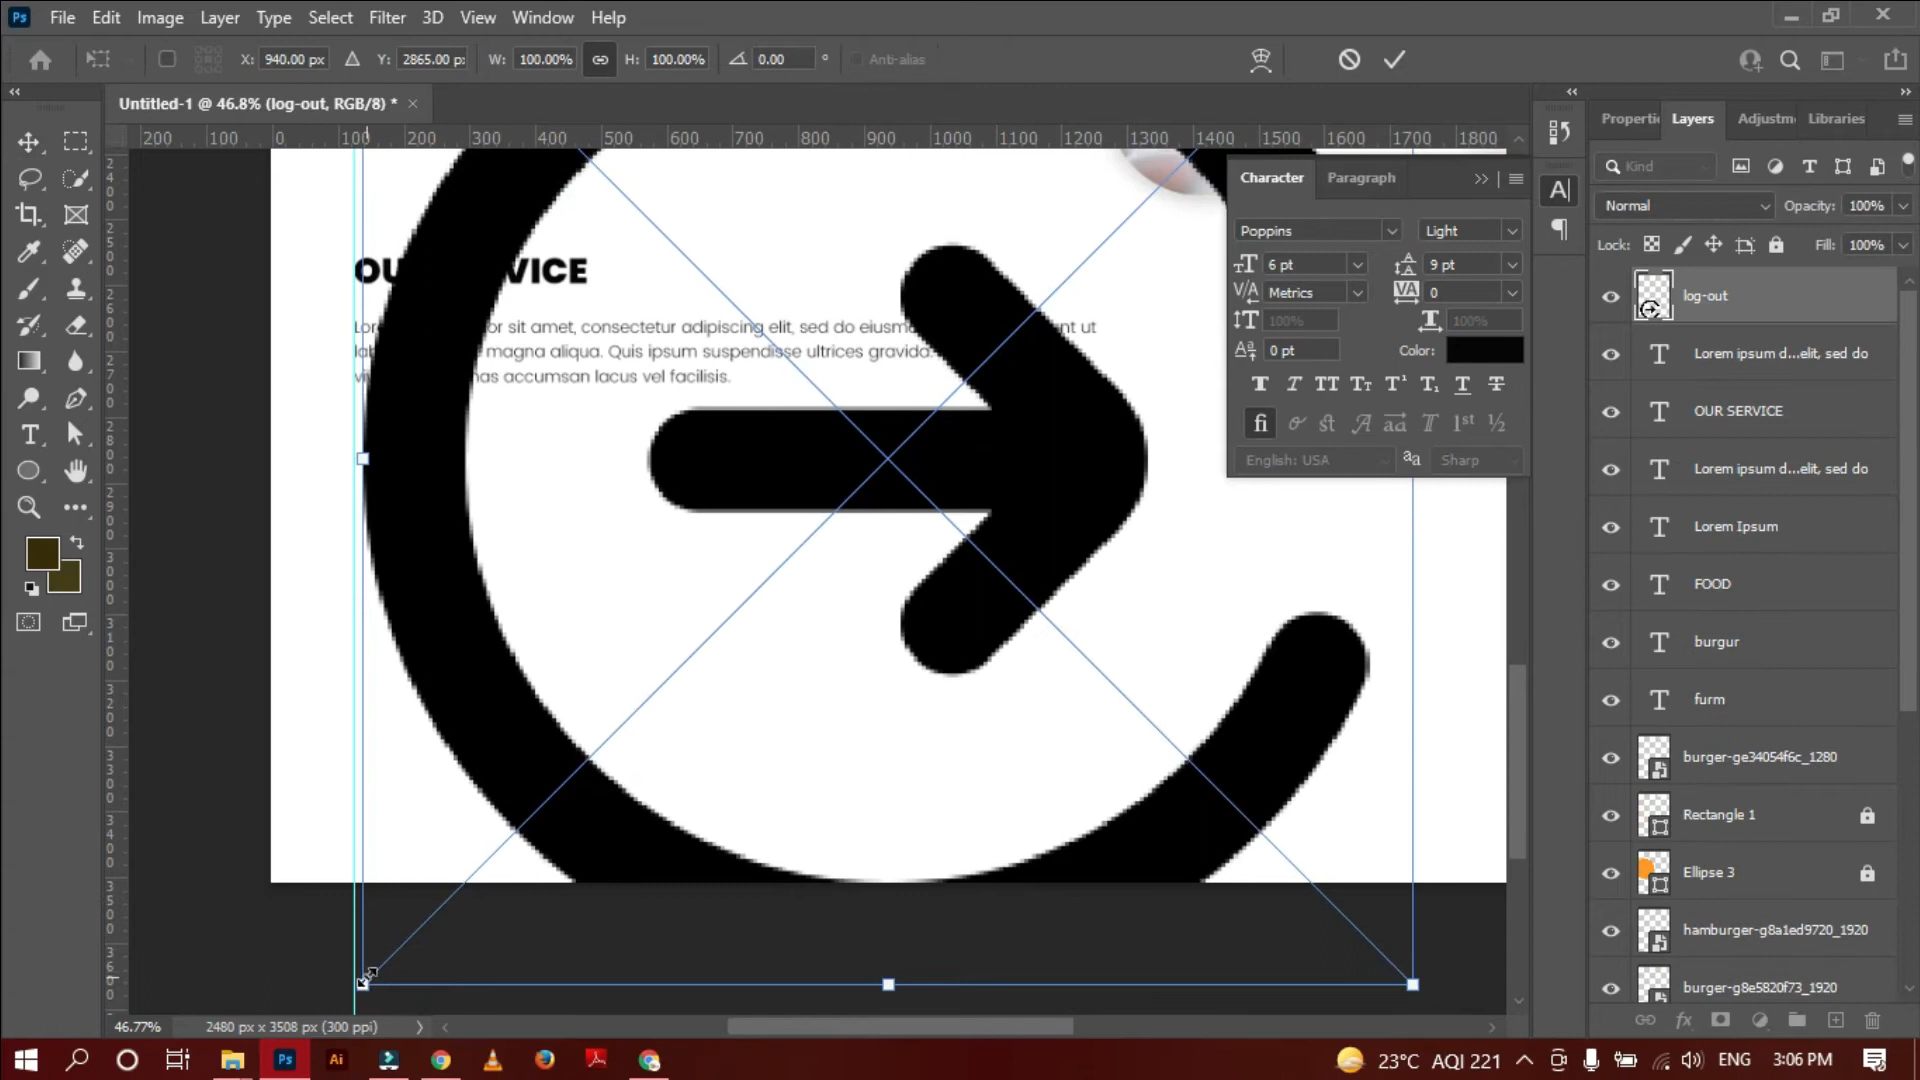 Ps File Edit Image Layer Type Select Filter 3D View Window Help
X: 940.00 px Y: 2865.00 p W: 100.00% H: 100.00% 0.00 ° Anti-alias
Untitled-1 @ 46.8% (log-out, RGB/8) * ×
200 100 0 100 200 300 400 500 600 700 800 900 1000 1100 1200 1300 1400 1500 1600 1700 1800
Properti Layers Adjustm Libraries
Kind
Normal Opacity: 100%
Lock: Fill: 100%
log-out
Lorem ipsum d...elit, sed do
OUR SERVICE
Lorem ipsum d...elit, sed do
Lorem Ipsum
FOOD
burgur
furm
burger-ge34054f6c_1280
Rectangle 1
Ellipse 3
hamburger-g8a1ed9720_1920
burger-g8e5820f73_1920
Character Paragraph
Poppins Light
6 pt 9 pt
Metrics 0
100% 100%
0 pt Color:
English: USA Sharp
OU VICE
or sit amet, consectetur adipiscing elit, sed do eiusm nt ut
magna aliqua. Quis ipsum suspendisse ultrices gravida.
nas accumsan lacus vel facilisis.
46.77% 2480 px x 3508 px (300 ppi)
Ps Ai 23°C AQI 221 ENG 3:06 PM